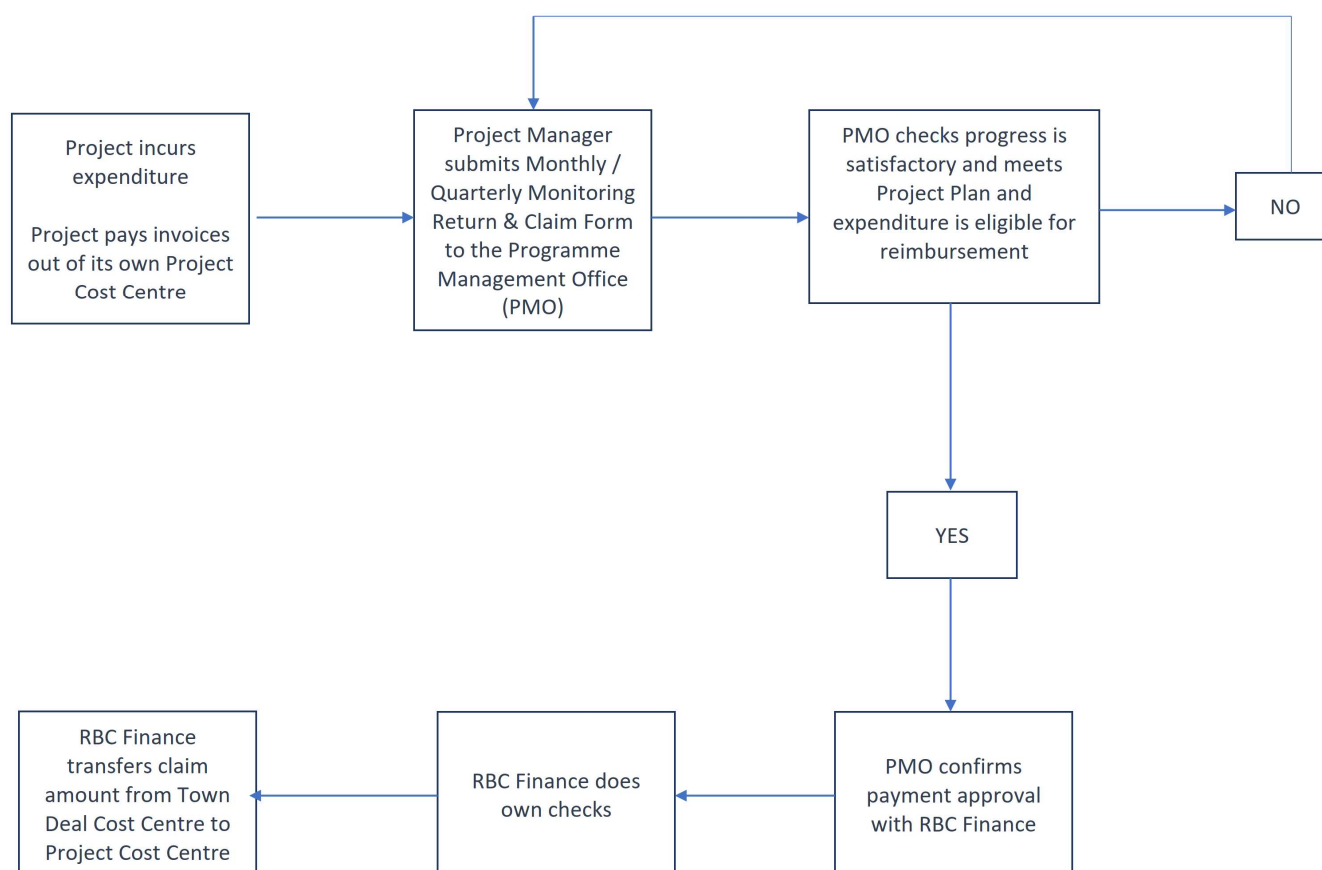 Project incurs
expenditure
Project pays invoices
out of its own Project
Cost Centre
Project Manager
submits Monthly /
Quarterly Monitoring
Return & Claim Form
to the Programme
Management Office
(PMO)
PMO checks progress is
satisfactory and meets
Project Plan and
expenditure is eligible for
reimbursement
NO
YES
RBC Finance
transfers claim
amount from Town
Deal Cost Centre to
Project Cost Centre
RBC Finance does
own checks
PMO confirms
payment approval
with RBC Finance